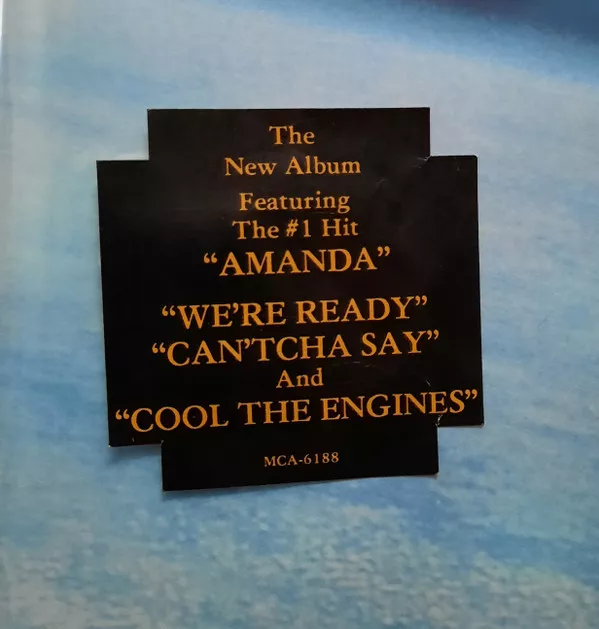 The
New Album
Featuring
The #1 Hit
“AMANDA”
“WE’RE READY”
“CAN’TCHA SAY”
And
“COOL THE ENGINES”
MCA-6188